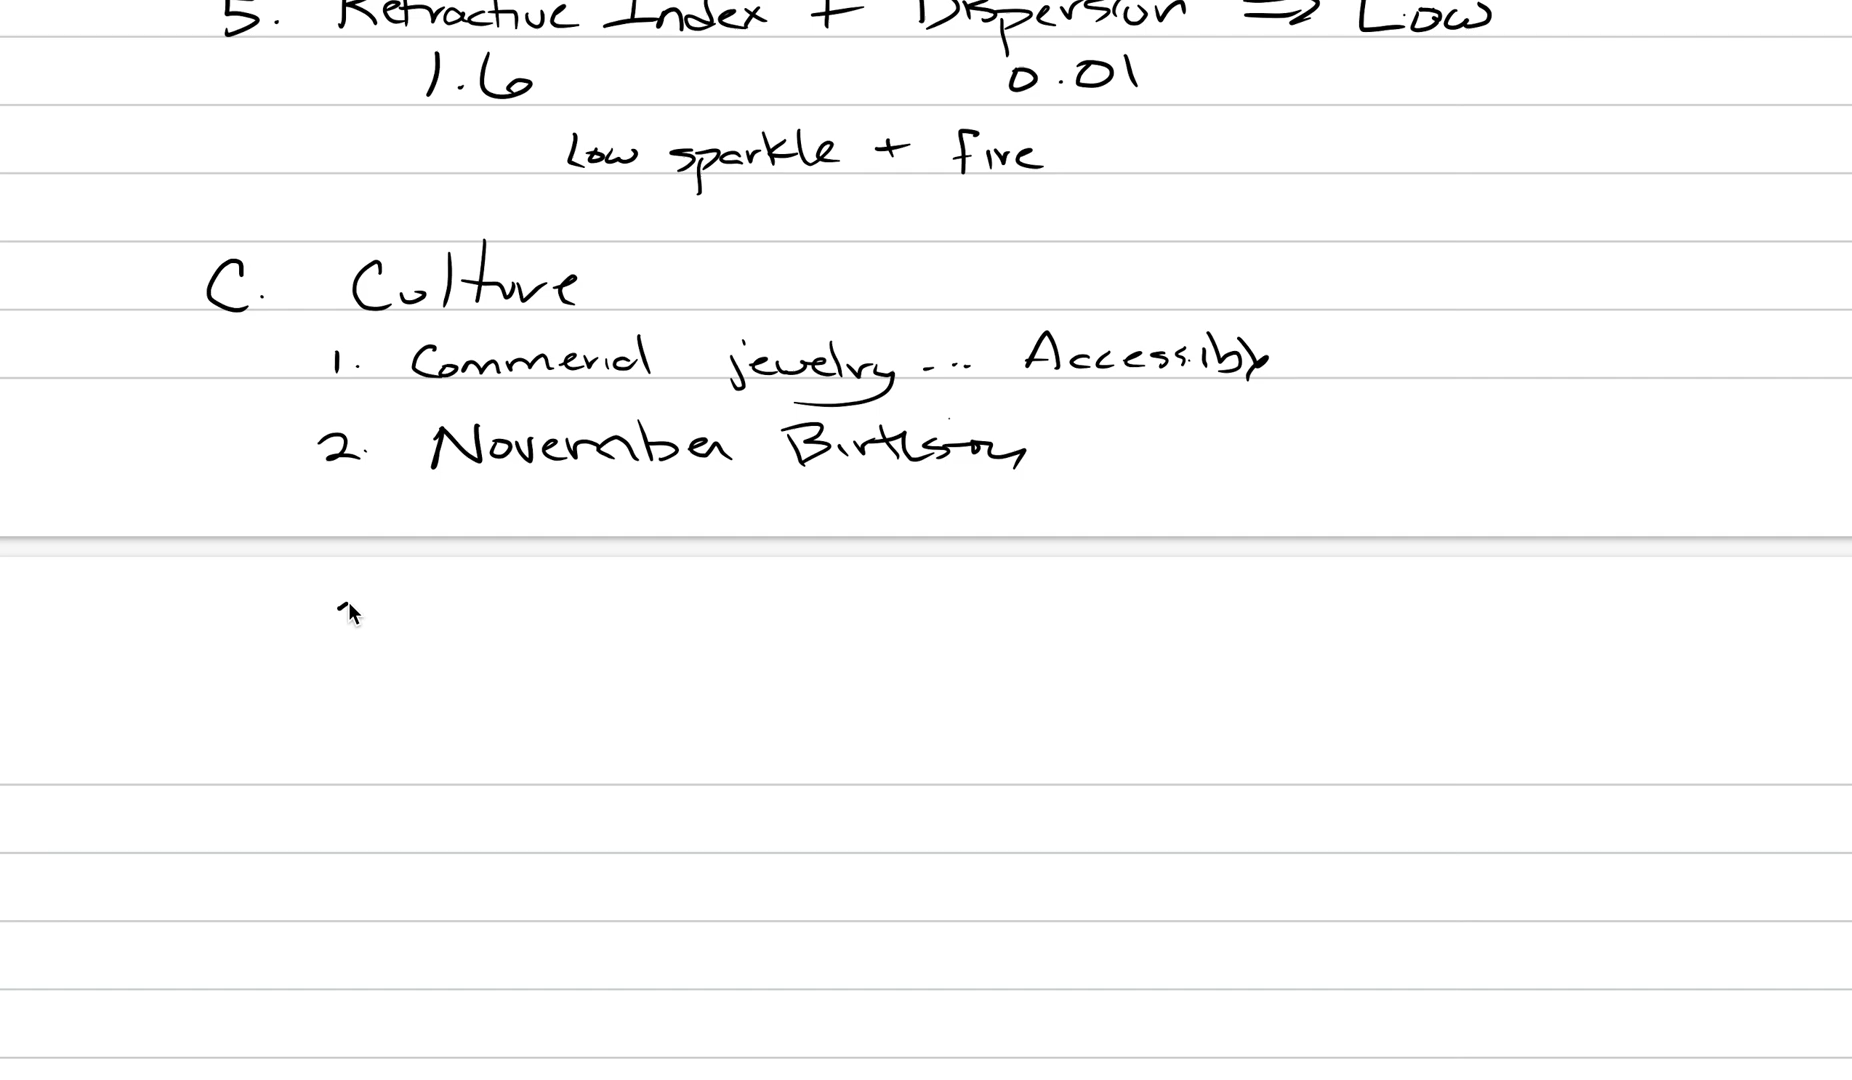 5. Refractive Index + Dispersion ⇒ Low
1.6 0.01
Low sparkle + fire
C. Culture
1. Commerial jewelry... Accessibly
2. November Birthstone